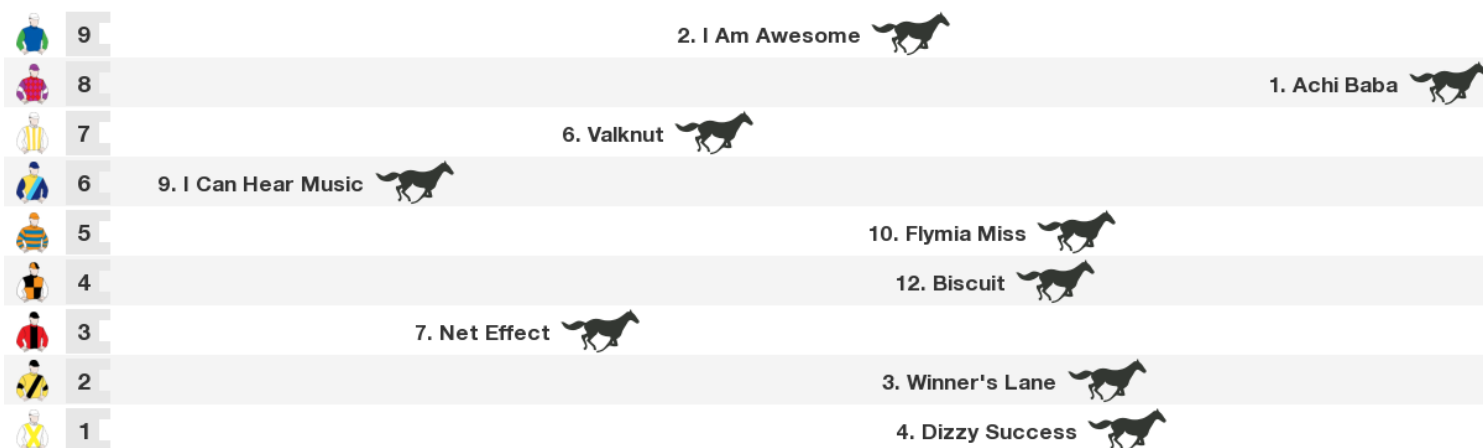 9 2. I Am Awesome
8 1. Achi Baba
7 6. Valknut
6 9. I Can Hear Music
5 10. Flymia Miss
4 12. Biscuit
3 7. Net Effect
2 3. Winner's Lane
1 4. Dizzy Success